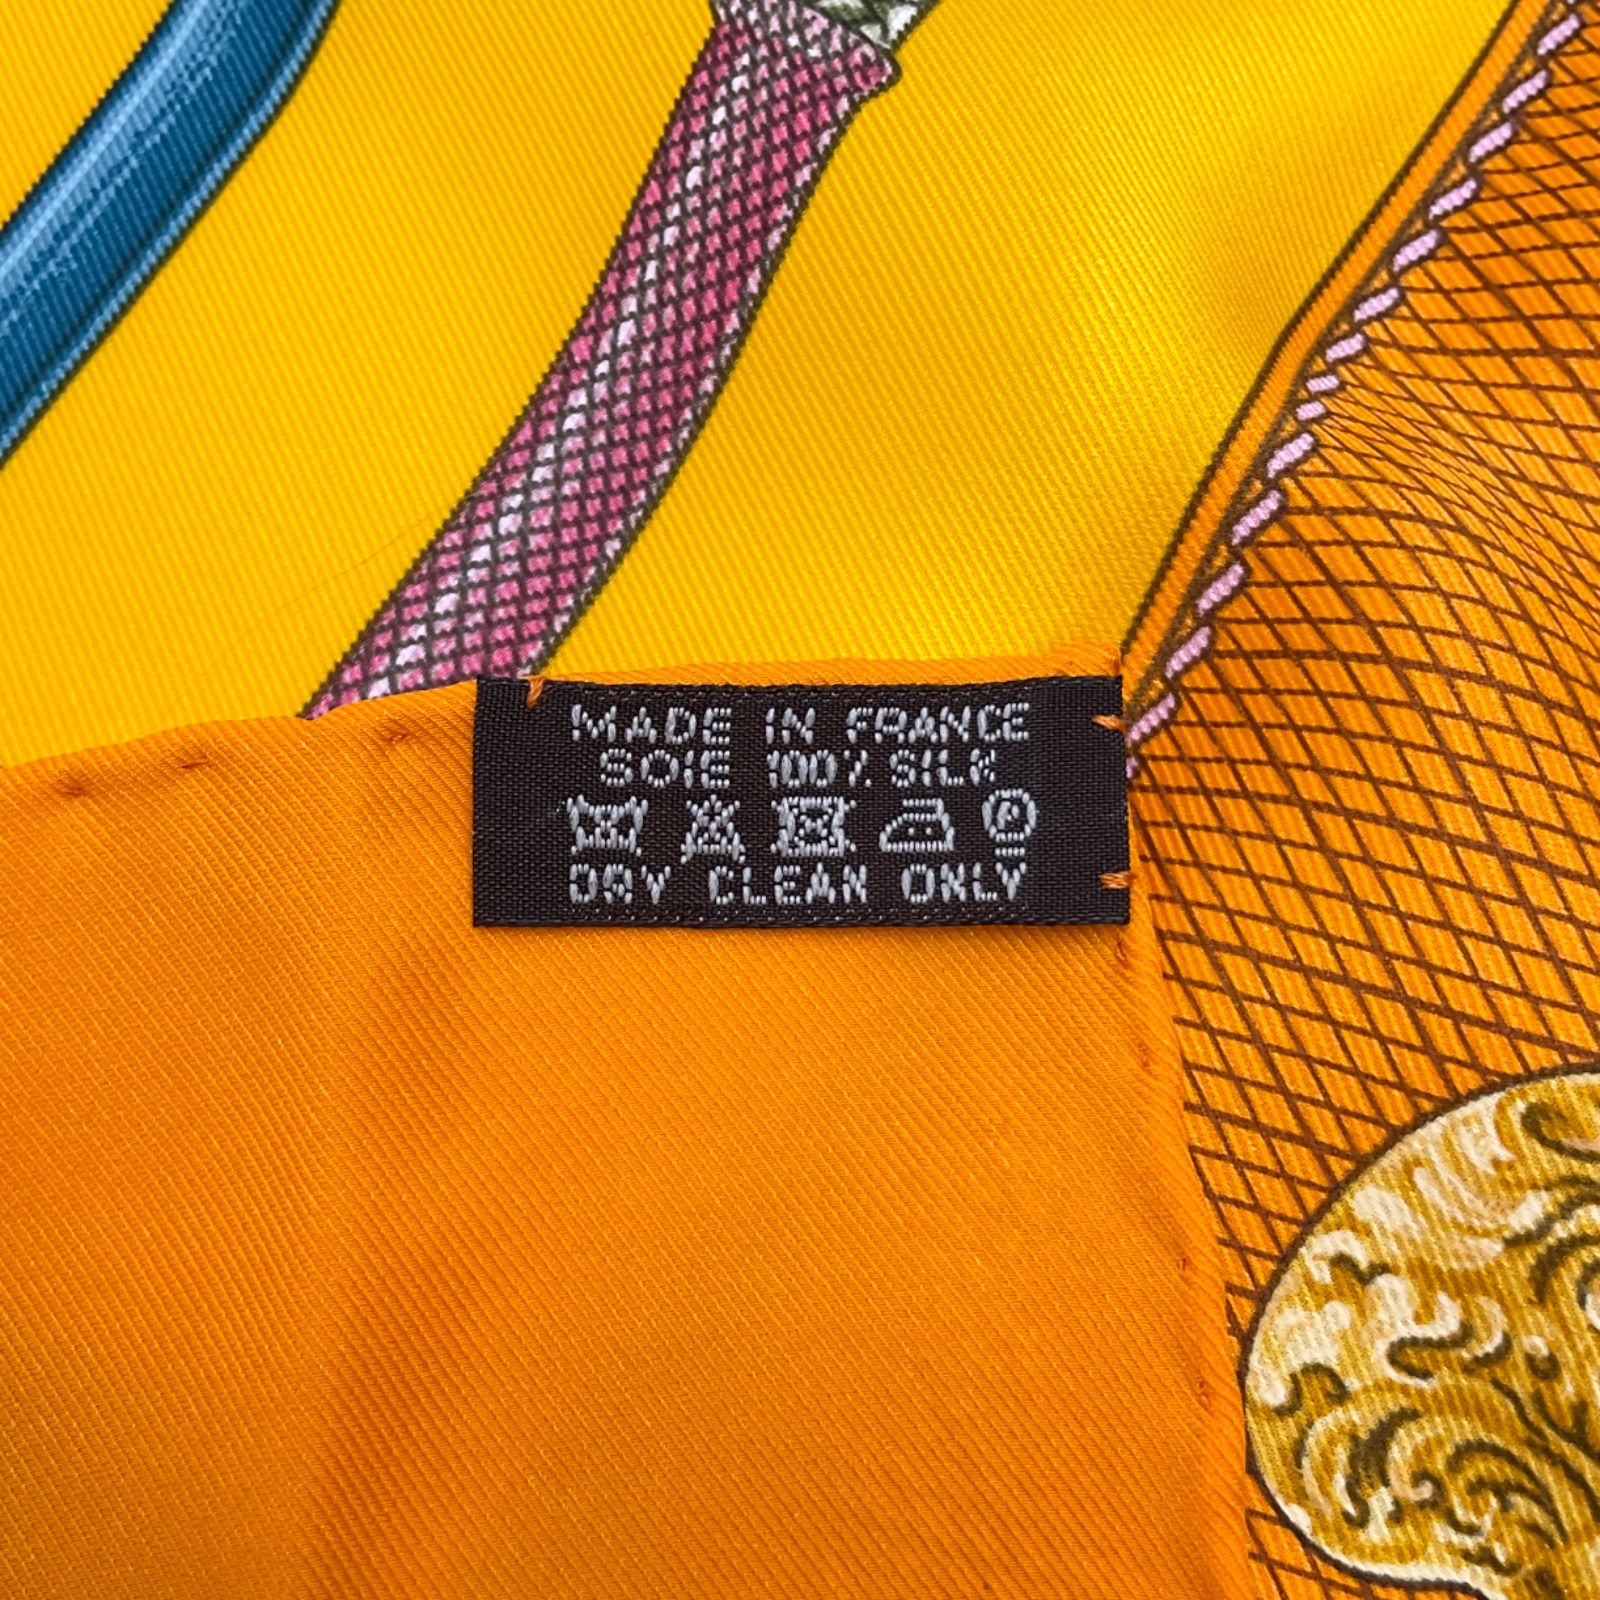 MADE IN FRANCE
SOIE 100% SILK
P
DRY CLEAN ONLY